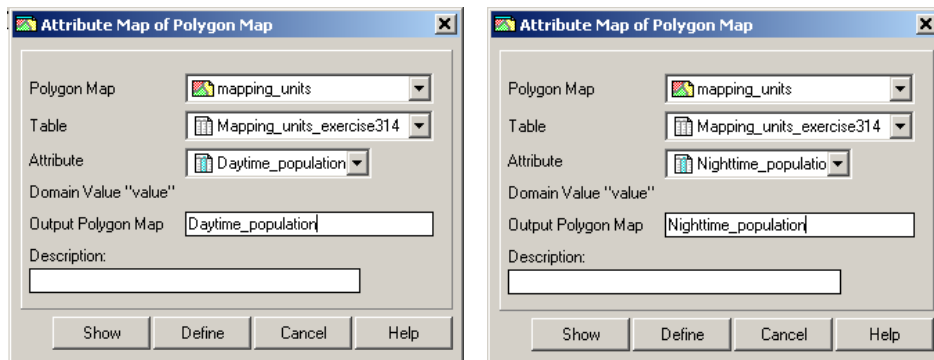 Attribute Map of Polygon Map
Polygon Map mapping_units
Table Mapping_units_exercise314
Attribute Daytime_population
Domain Value "value"
Output Polygon Map Daytime_population
Description:
Show Define Cancel Help
Attribute Map of Polygon Map
Polygon Map mapping_units
Table Mapping_units_exercise314
Attribute Nighttime_populatio
Domain Value "value"
Output Polygon Map Nighttime_population
Description:
Show Define Cancel Help